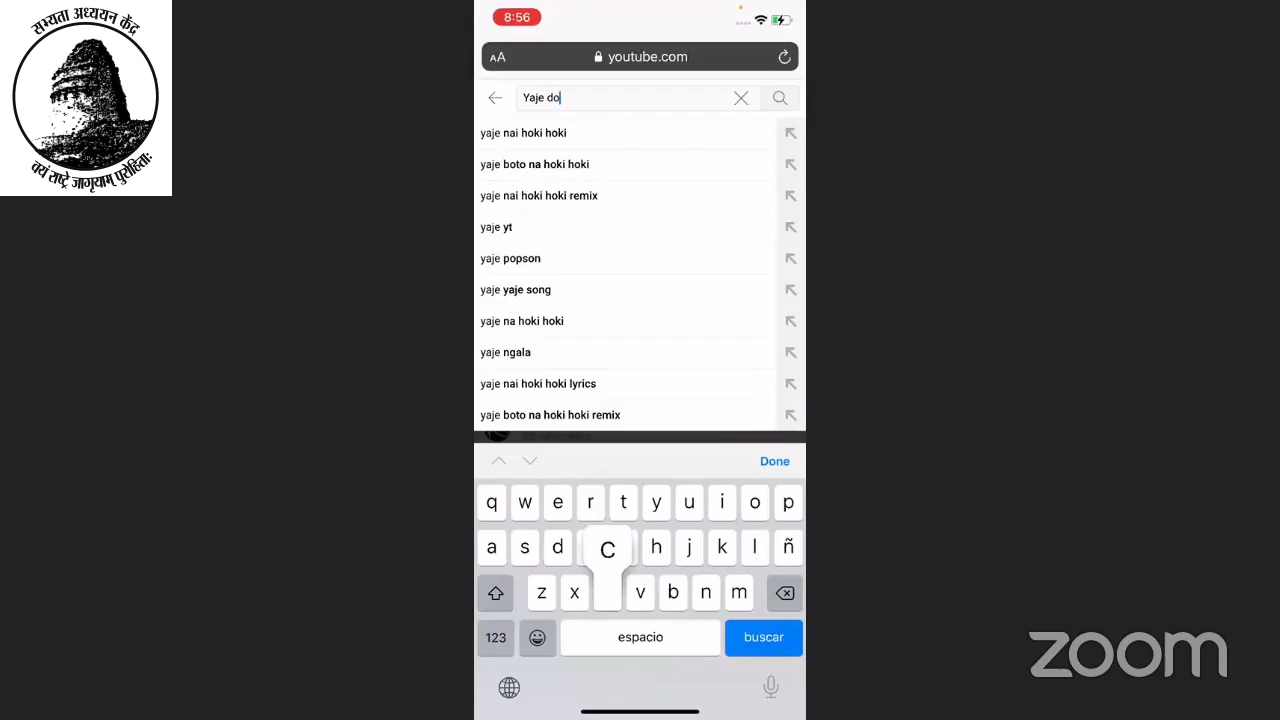 सभ्यता अध्ययन केंद्र
वयं राष्ट्रे जागृयाम पुरोहिताः
8:56
AA
youtube.com
Yaje do
yaje nai hoki hoki
yaje boto na hoki hoki
yaje nai hoki hoki remix
yaje yt
yaje popson
yaje yaje song
yaje na hoki hoki
yaje ngala
yaje nai hoki hoki lyrics
yaje boto na hoki hoki remix
Done
q w e r t y u i o p
a s d C h j k l ñ
z x v b n m
123 espacio buscar
zoom